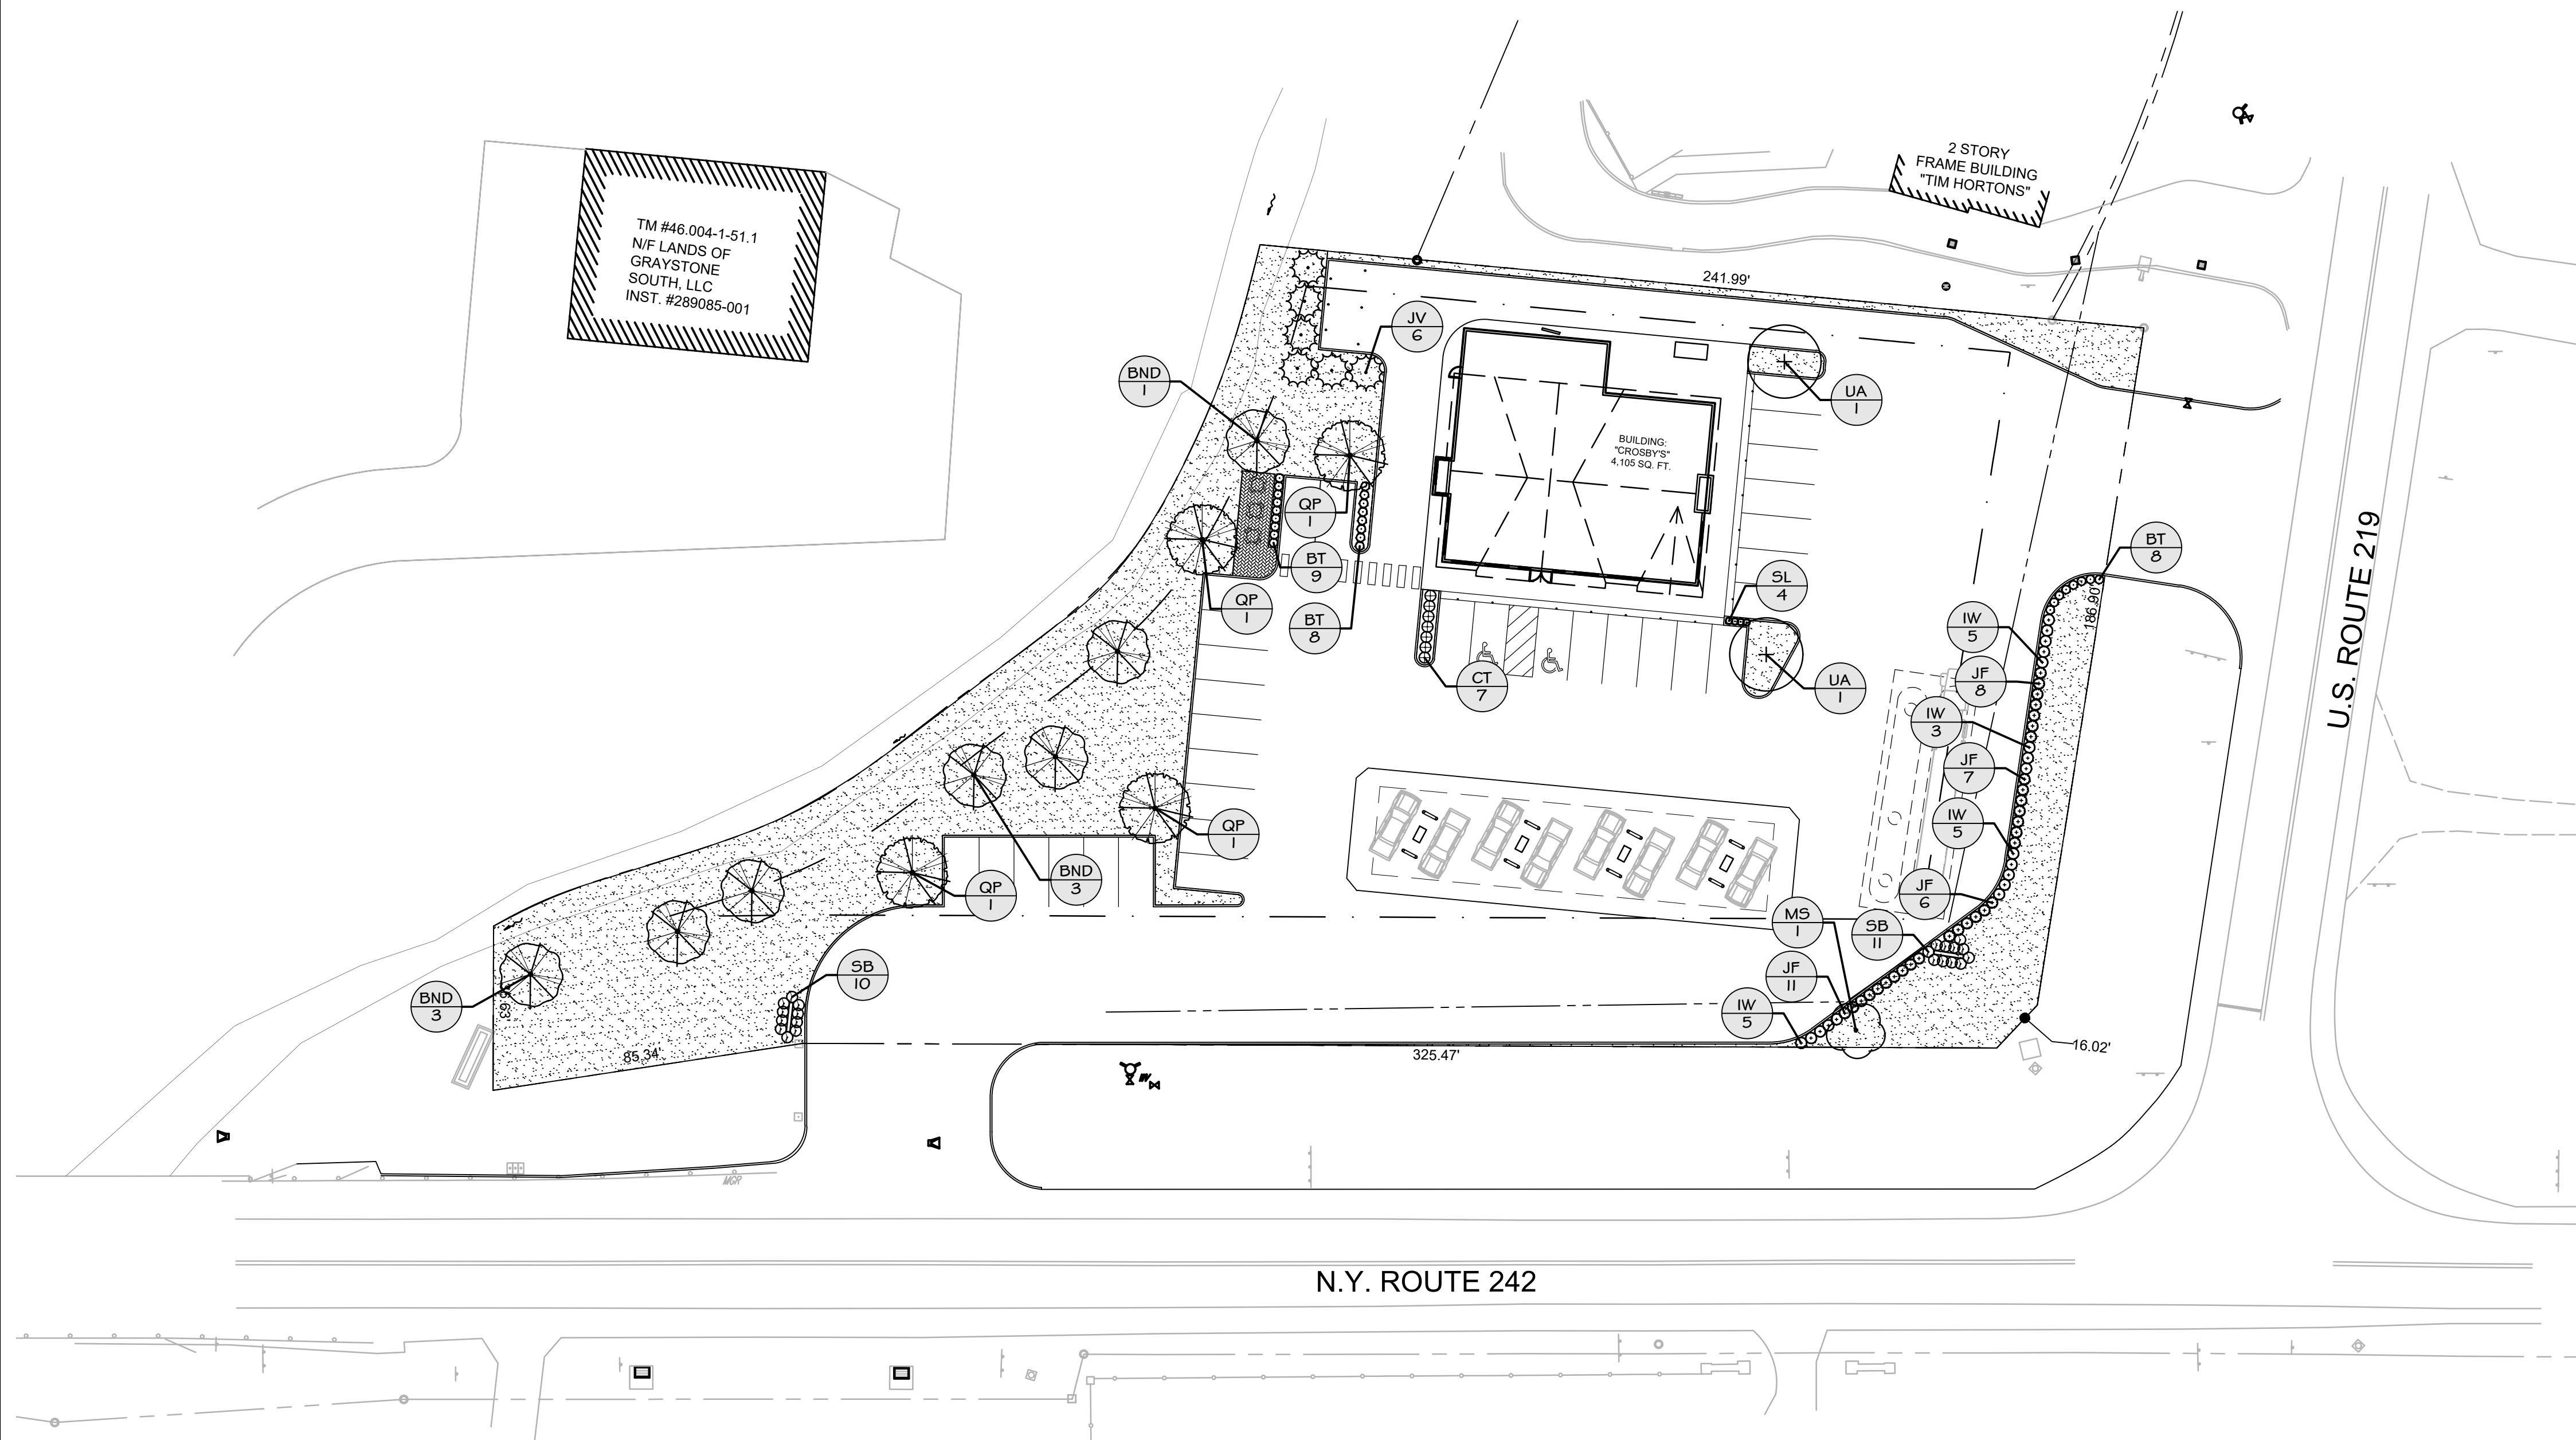 2 STORY
FRAME BUILDING
"TIM HORTONS"
TM #46.004-1-51.1
N/F LANDS OF
GRAYSTONE
SOUTH, LLC
INST. #289085-001
241.99'
JV
6
BND
1
UA
1
BUILDING:
"CROSBY'S"
4,105 SQ. FT.
QP
1
BT
9
QP
1
BT
8
SL
4
BT
8
186.90'
U.S. ROUTE 219
IW
5
JF
8
CT
7
UA
1
IW
3
JF
7
IW
5
QP
1
BND
3
QP
1
JF
6
MS
1
SB
11
JF
11
IW
5
SB
10
BND
3
85.34'
325.47'
16.02'
MGR
N.Y. ROUTE 242